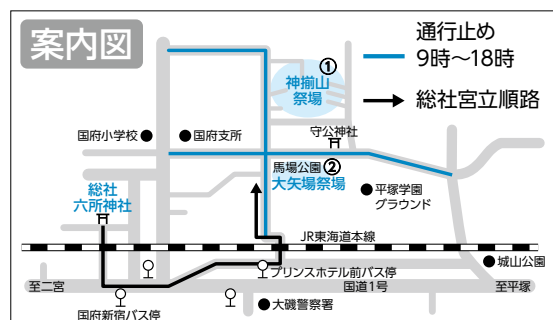 案内図
通行止め
9時〜18時
総社宮立順路
①
神揃山
祭場
守公神社
国府小学校
国府支所
馬場公園
②
大矢場祭場
平塚学園
グラウンド
総社
六所神社
JR東海道本線
城山公園
プリンスホテル前バス停
至二宮
国道1号
至平塚
国府新宿バス停
大磯警察署